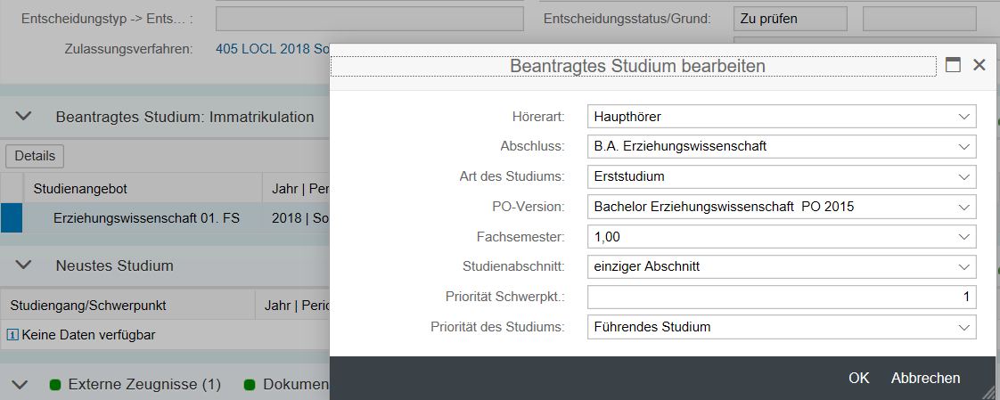 Entscheidungstyp -> Ents... :
Entscheidungsstatus/Grund: Zu prüfen
Zulassungsverfahren: 405 LOCL 2018 So
Beantragtes Studium: Immatrikulation
Details
Studienangebot Jahr | Per
Erziehungswissenschaft 01. FS 2018 | So
Neustes Studium
Studiengang/Schwerpunkt Jahr | Peric
Keine Daten verfügbar
Externe Zeugnisse (1) Dokumen
Beantragtes Studium bearbeiten
Hörerart: Haupthörer
Abschluss: B.A. Erziehungswissenschaft
Art des Studiums: Erststudium
PO-Version: Bachelor Erziehungswissenschaft PO 2015
Fachsemester: 1,00
Studienabschnitt: einziger Abschnitt
Priorität Schwerpkt.: 1
Priorität des Studiums: Führendes Studium
OK Abbrechen